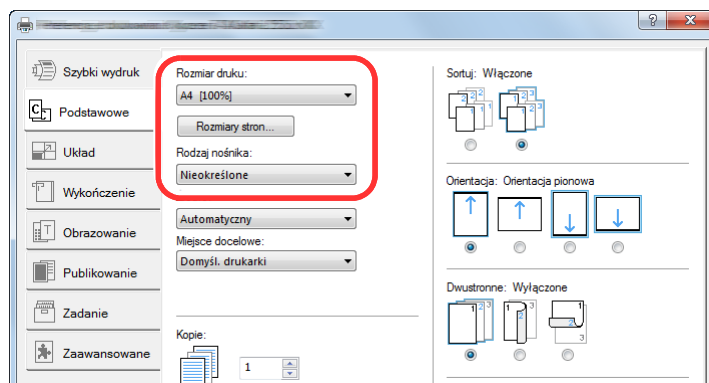 Szybki wydruk
Podstawowe
Układ
Wykończenie
Obrazowanie
Publikowanie
Zadanie
Zaawansowane
Rozmiar druku:
A4 [100%]
Rozmiary stron...
Rodzaj nośnika:
Nieokreślone
Automatyczny
Miejsce docelowe:
Domyśl. drukarki
Kopie:
1
Sortuj: Włączone
Orientacja: Orientacja pionowa
Dwustronne: Wyłączone